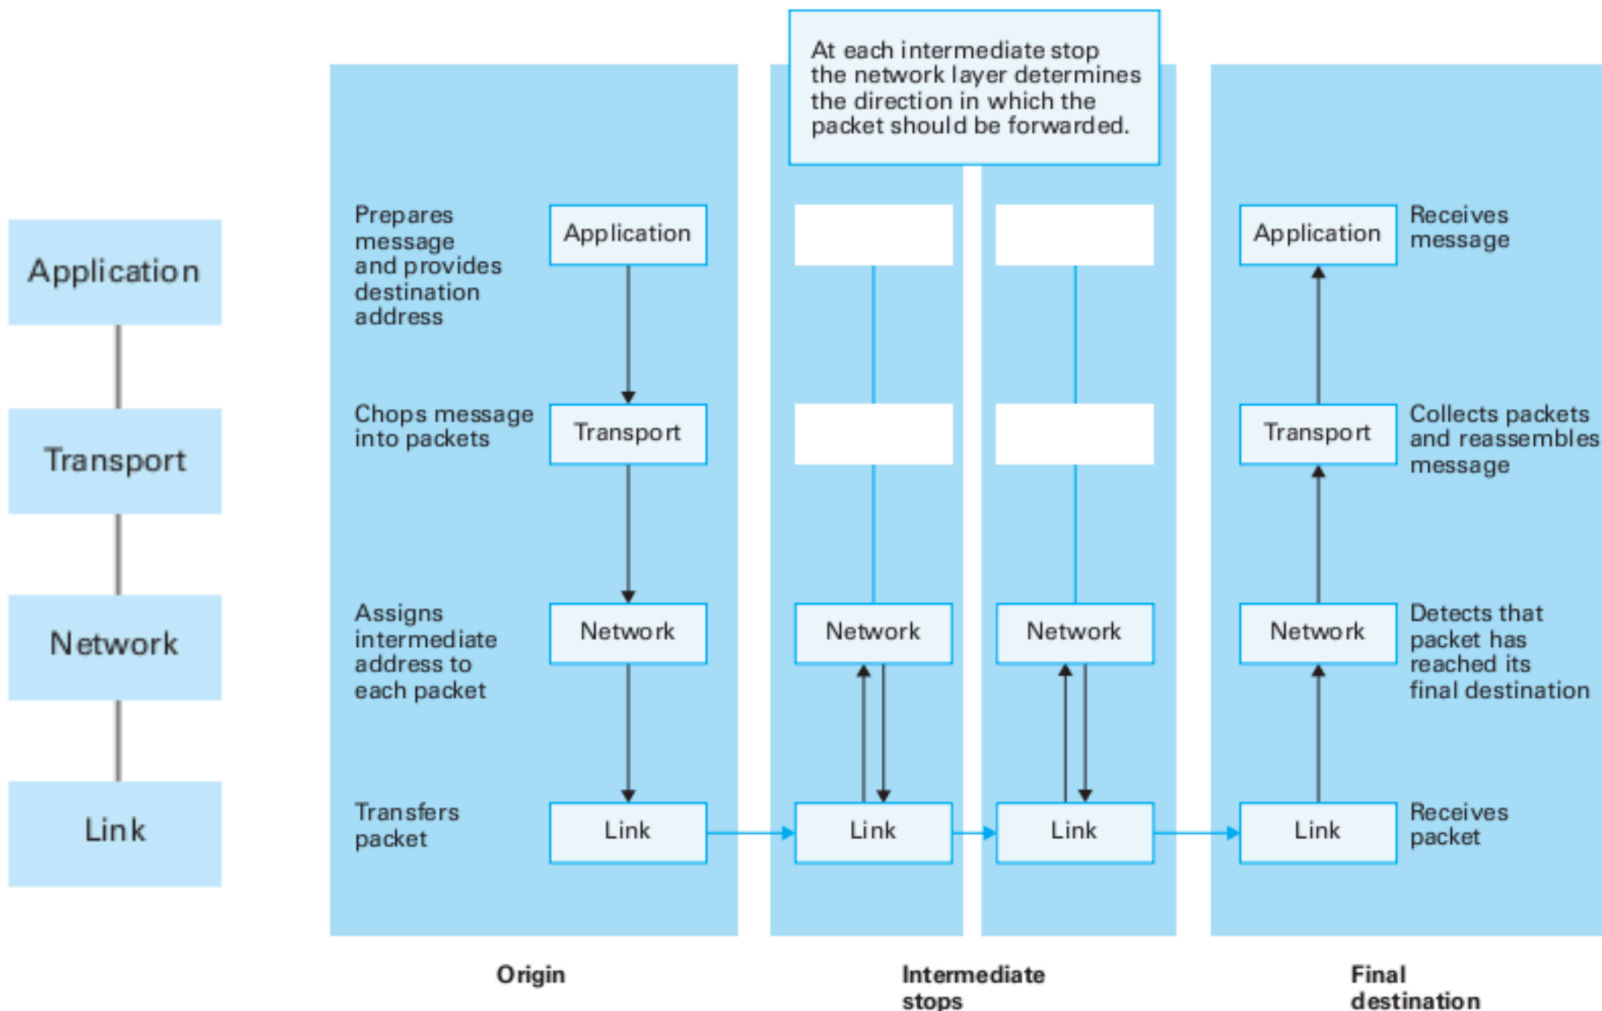 At each intermediate stop
the network layer determines
the direction in which the
packet should be forwarded.
Application
Transport
Network
Link
Prepares
message
and provides
destination
address
Application
Chops message
into packets
Transport
Assigns
intermediate
address to
each packet
Network
Transfers
packet
Link
Network
Link
Network
Link
Application
Receives
message
Transport
Collects packets
and reassembles
message
Network
Detects that
packet has
reached its
final destination
Link
Receives
packet
Origin
Intermediate
stops
Final
destination